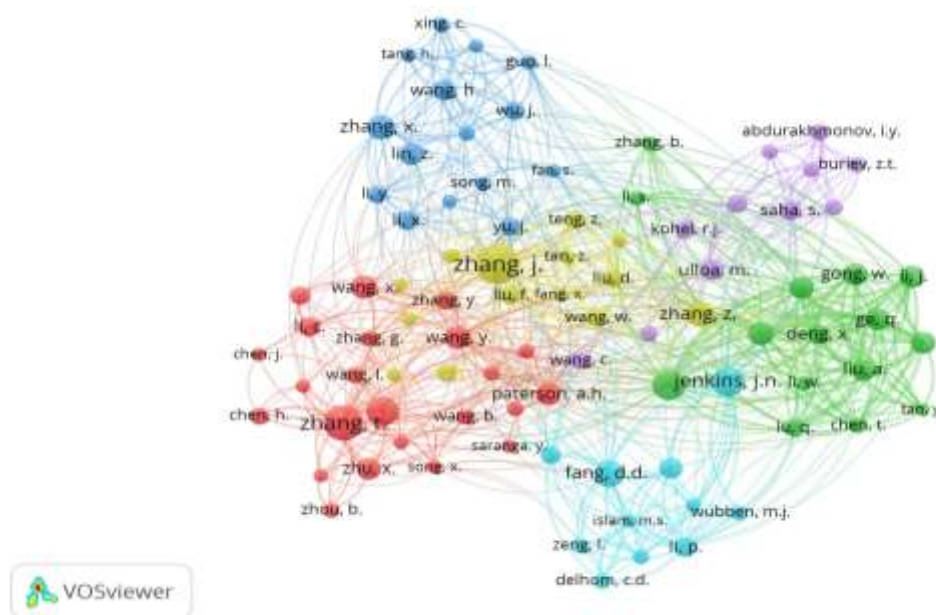 xing, c.
tang, h.
guo, l.
wang, h
wu, j.
zhang, x.
lin, z.
zhang, b.
abdurakhmonov, i.y.
buriev, z.t.
fan, s.
song, m.
li, y.
li, s.
saha, s.
li, x.
yu, j.
teng, z.
kohel, r.j.
zhang, j.
tan, z.
liu, d.
ulloa, m.
gong, w.
li, j.
wang, x.
zhang, y
liu, f.
fang, x.
wang, w.
zhang, z.
deng, x
ge, q.
li, c.
zhang, g.
wang, y.
chen, j.
wang, l.
wang, c.
liu, a.
jenkins, j.n.
li, w.
paterson, a.h.
chen, h.
zhang, t.
wang, b.
lu, q.
chen, t.
tao, y
saranga, y.
zhu, x.
song, x.
fang, d.d.
zhou, b.
islam, m.s.
wubben, m.j.
zeng, l.
li, p.
delhom, c.d.
VOSviewer